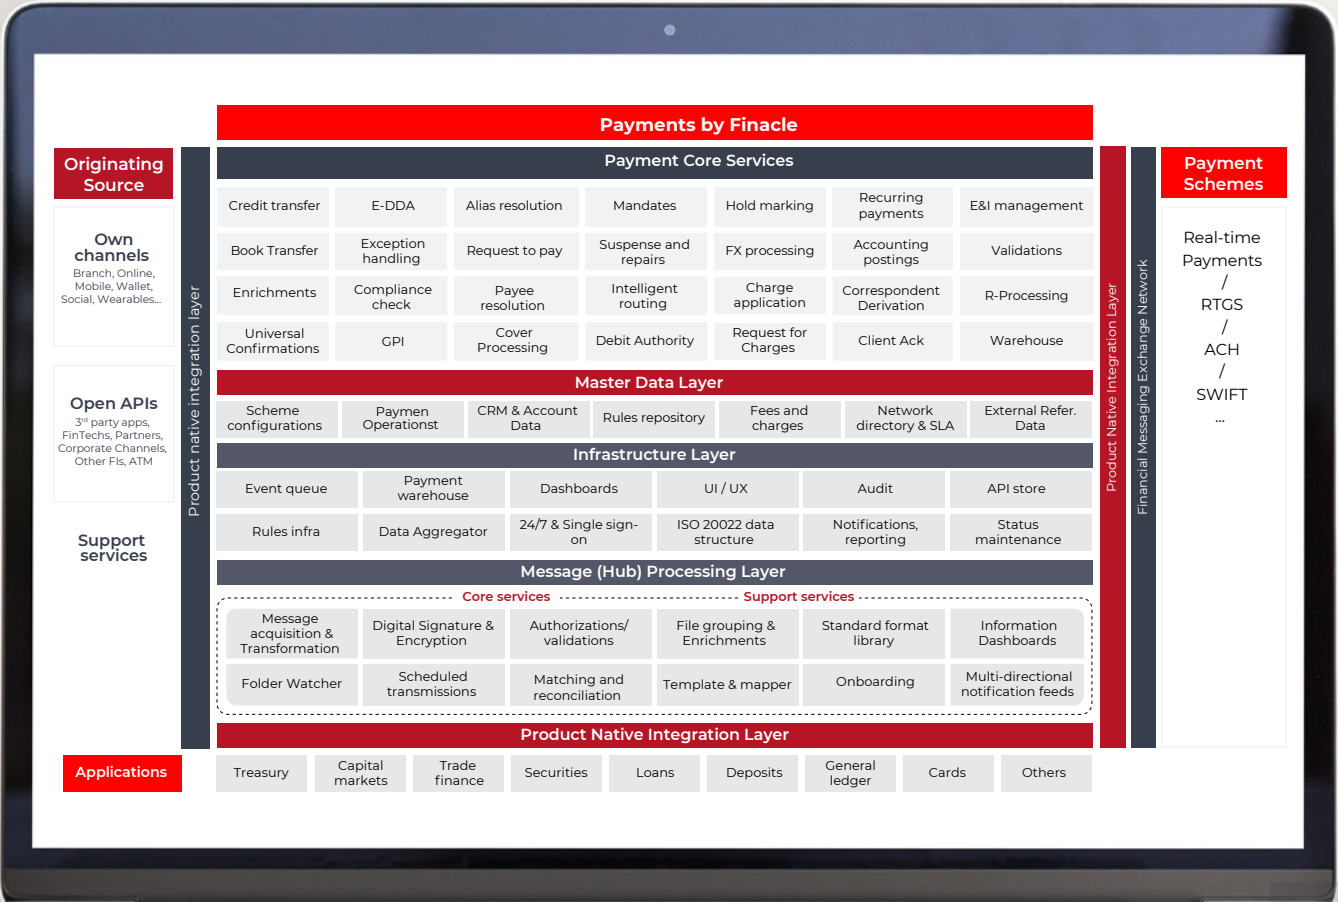 Payments by Finacle
Originating
Source
Own
channels
Branch, Online,
Mobile, Wallet,
Social, Wearables...
Open APIs
3rd party apps,
FinTechs, Partners,
Corporate Channels,
Other FIs, ATM
Support
services
Product native integration layer
Payment Core Services
Credit transfer
E-DDA
Alias resolution
Mandates
Hold marking
Recurring
payments
E&I management
Book Transfer
Exception
handling
Request to pay
Suspense and
repairs
FX processing
Accounting
postings
Validations
Enrichments
Compliance
check
Payee
resolution
Intelligent
routing
Charge
application
Correspondent
Derivation
R-Processing
Universal
Confirmations
GPI
Cover
Processing
Debit Authority
Request for
Charges
Client Ack
Warehouse
Master Data Layer
Scheme
configurations
Paymen
Operationst
CRM & Account
Data
Rules repository
Fees and
charges
Network
directory & SLA
External Refer.
Data
Infrastructure Layer
Event queue
Payment
warehouse
Dashboards
UI / UX
Audit
API store
Rules infra
Data Aggregator
24/7 & Single sign-
on
ISO 20022 data
structure
Notifications,
reporting
Status
maintenance
Message (Hub) Processing Layer
Core services
Support services
Message
acquisition &
Transformation
Digital Signature &
Encryption
Authorizations/
validations
File grouping &
Enrichments
Standard format
library
Information
Dashboards
Folder Watcher
Scheduled
transmissions
Matching and
reconciliation
Template & mapper
Onboarding
Multi-directional
notification feeds
Product Native Integration Layer
Product Native Integration Layer
Financial Messaging Exchange Network
Payment
Schemes
Real-time
Payments
/
RTGS
/
ACH
/
SWIFT
...
Applications
Treasury
Capital
markets
Trade
finance
Securities
Loans
Deposits
General
ledger
Cards
Others